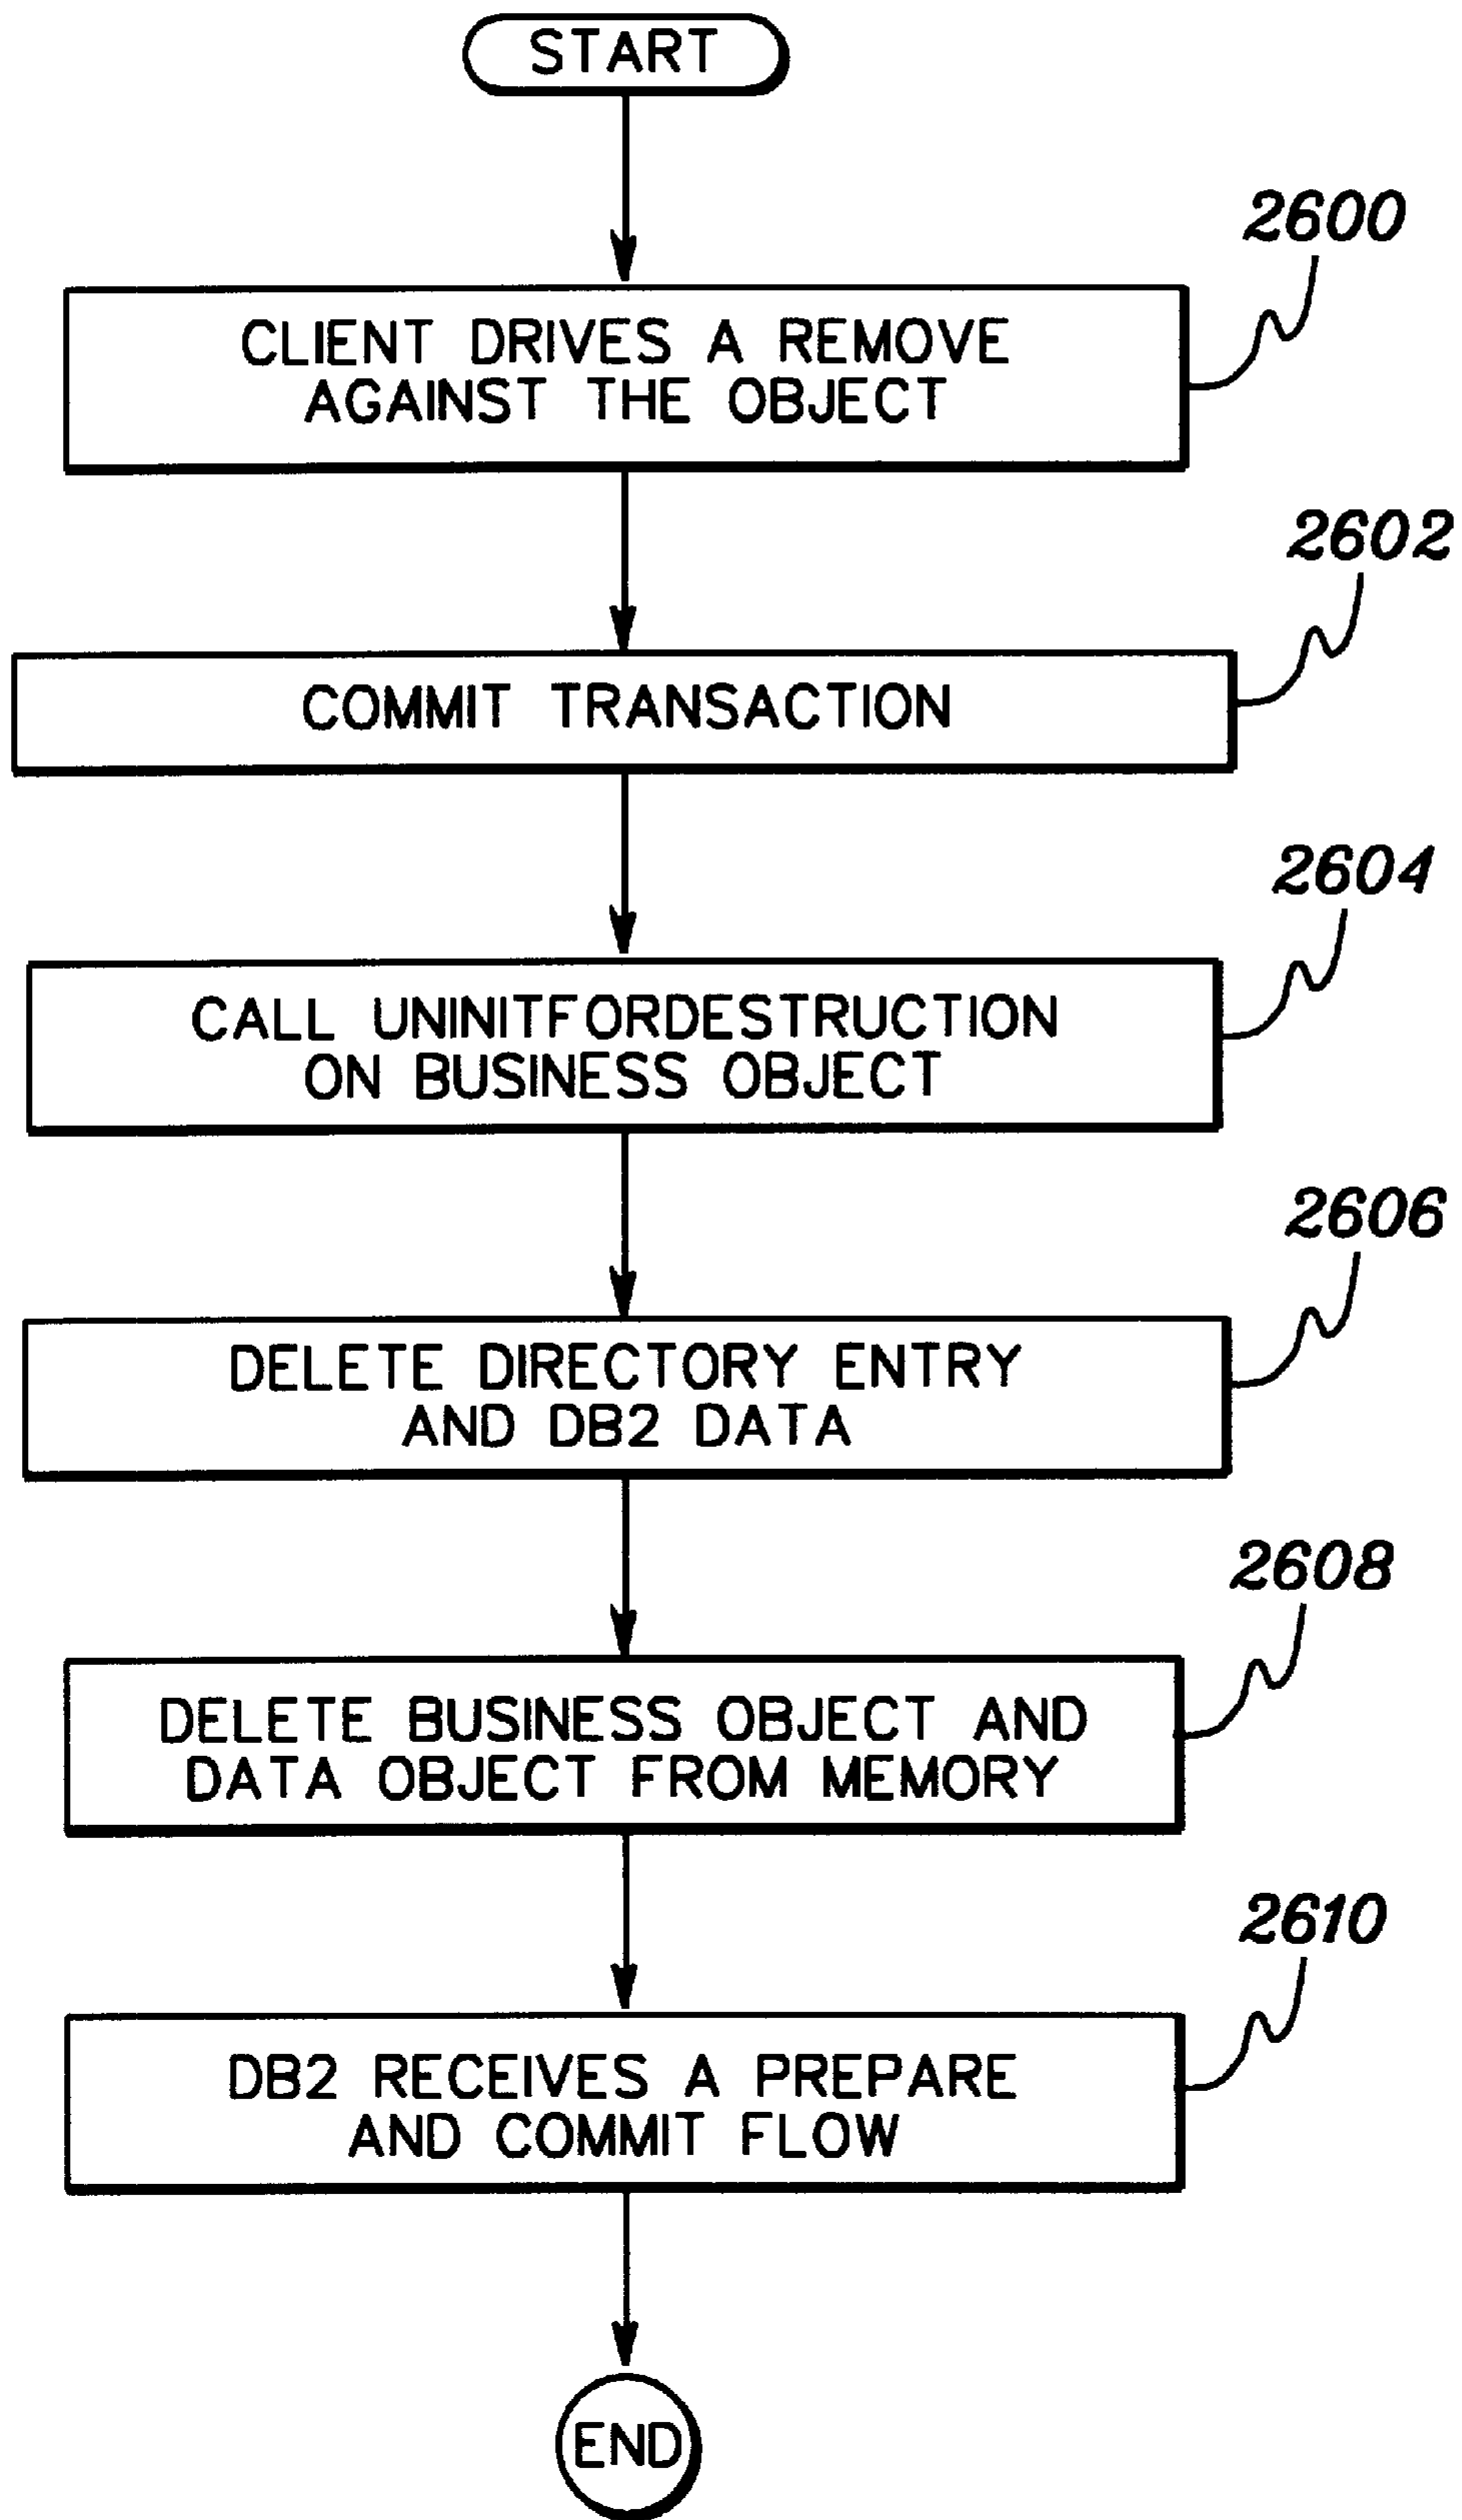 START
2600
CLIENT DRIVES A REMOVE
AGAINST THE OBJECT
2602
COMMIT TRANSACTION
2604
CALL UNINITFORDESTRUCTION
ON BUSINESS OBJECT
2606
DELETE DIRECTORY ENTRY
AND DB2 DATA
2608
DELETE BUSINESS OBJECT AND
DATA OBJECT FROM MEMORY
2610
DB2 RECEIVES A PREPARE
AND COMMIT FLOW
END